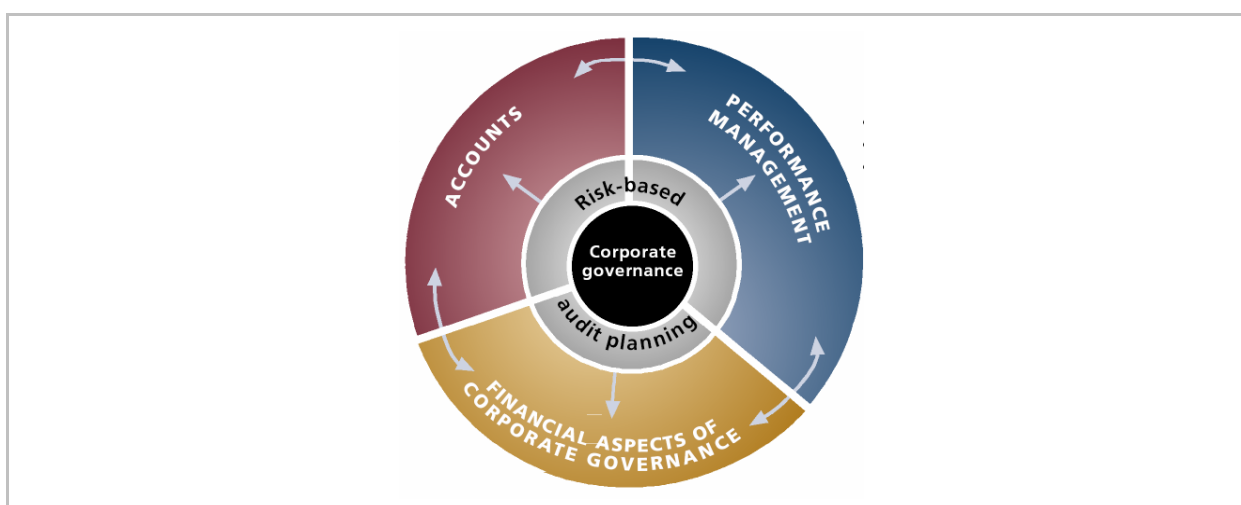 ACCOUNTS
PERFORMANCE
MANAGEMENT
Risk-based
Corporate
governance
audit planning
FINANCIAL ASPECTS OF
CORPORATE GOVERNANCE